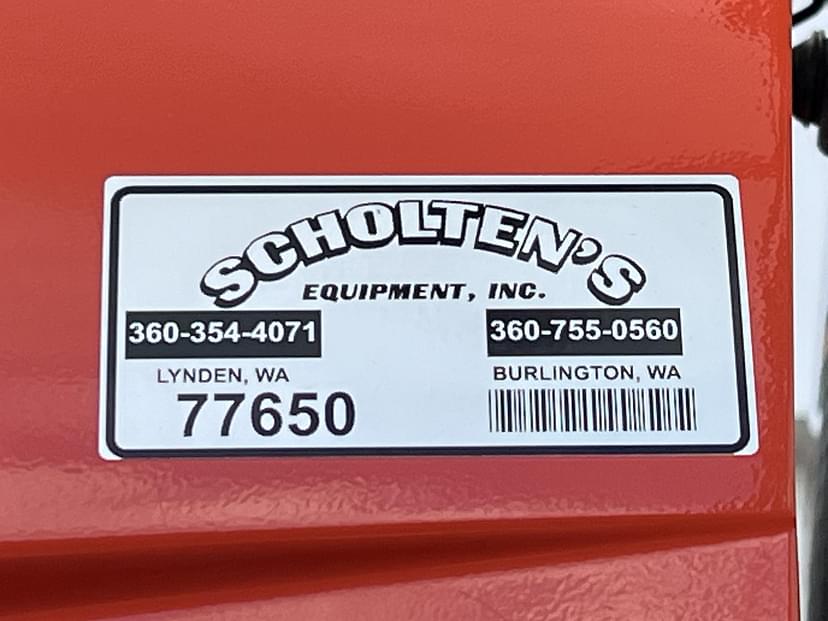 SCHOLTEN'S
EQUIPMENT, INC.
360-354-4071 360-755-0560
LYNDEN, WA BURLINGTON, WA
77650